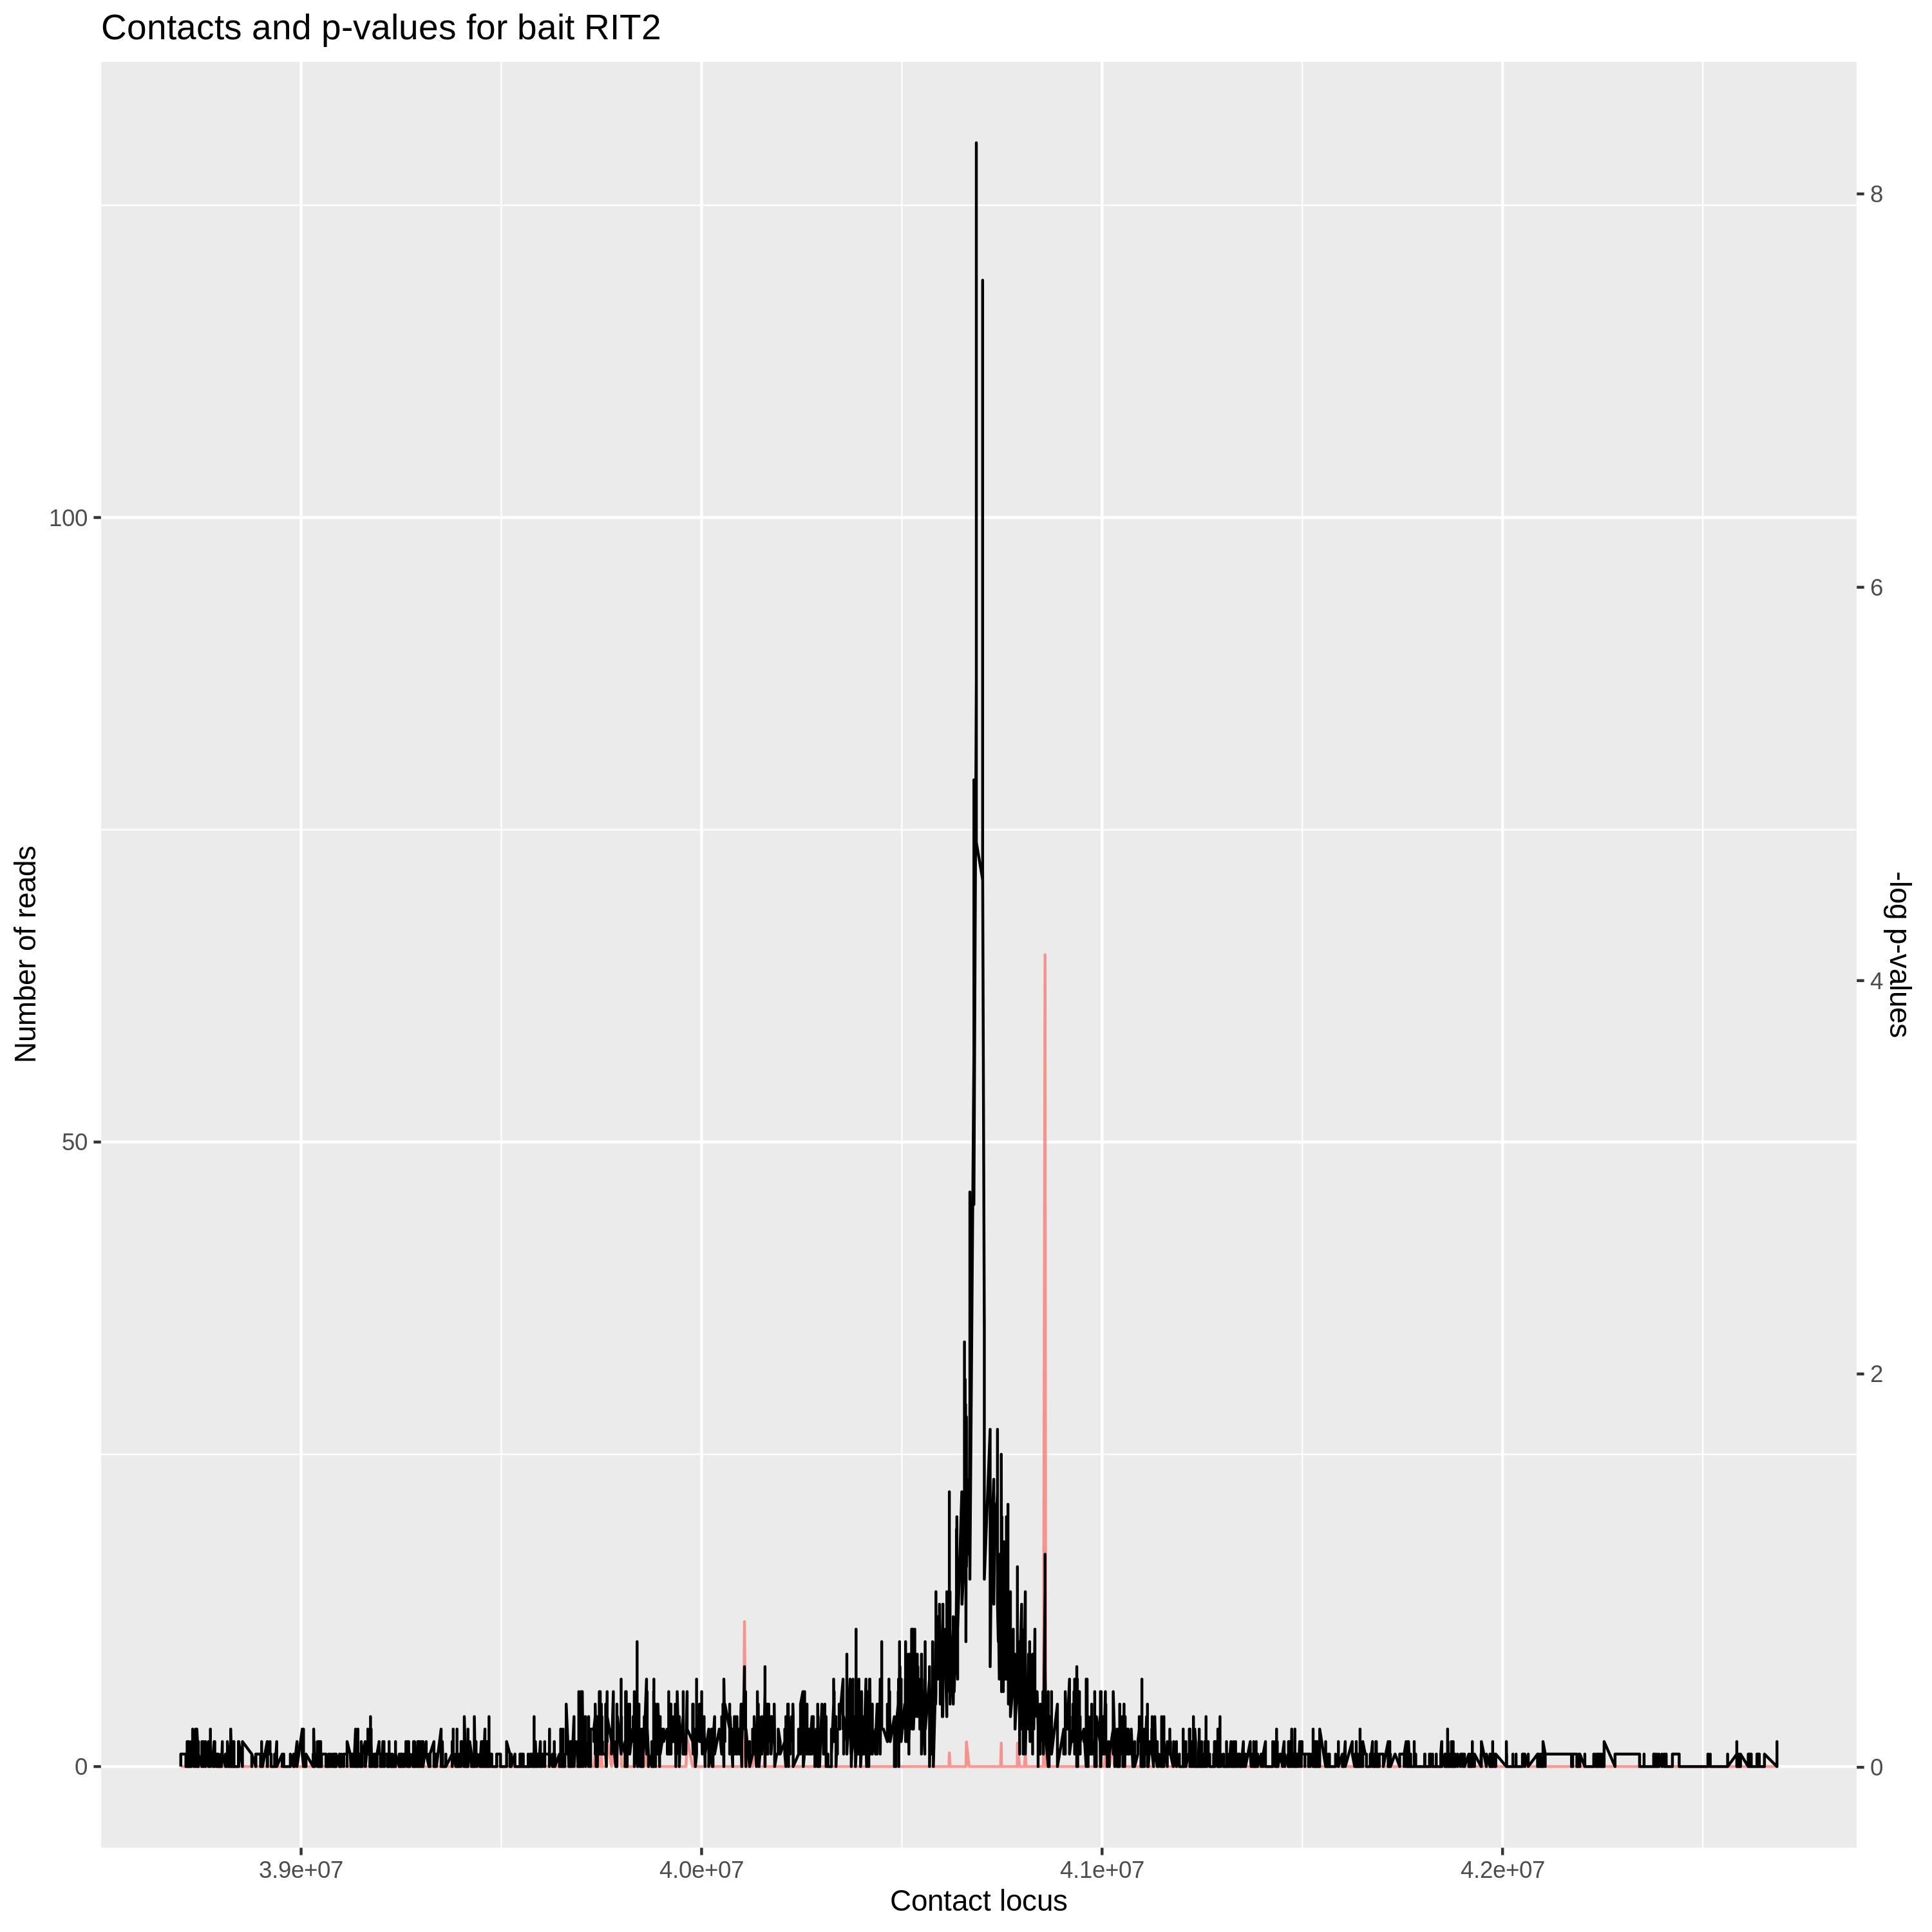 Contacts and p-values for bait RIT2
Number of reads
100
50
0
8
6
4
2
0
-log p-values
3.9e+07
4.0e+07
4.1e+07
4.2e+07
Contact locus